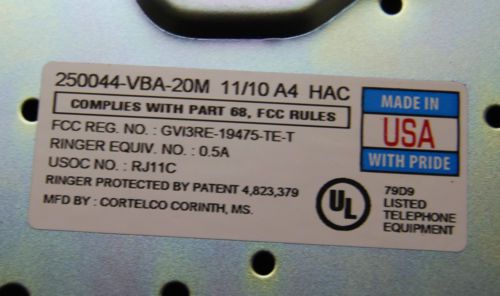 250044-VBA-20M 11/10 A4 HAC
COMPLIES WITH PART 68, FCC RULES
FCC REG. NO. : GVI3RE-19475-TE-T
RINGER EQUIV. NO. : 0.5A
USOC NO. : RJ11C
RINGER PROTECTED BY PATENT 4,823,379
MFD BY : CORTELCO CORINTH, MS.
MADE IN
USA
WITH PRIDE
UL
79D9
LISTED
TELEPHONE
EQUIPMENT